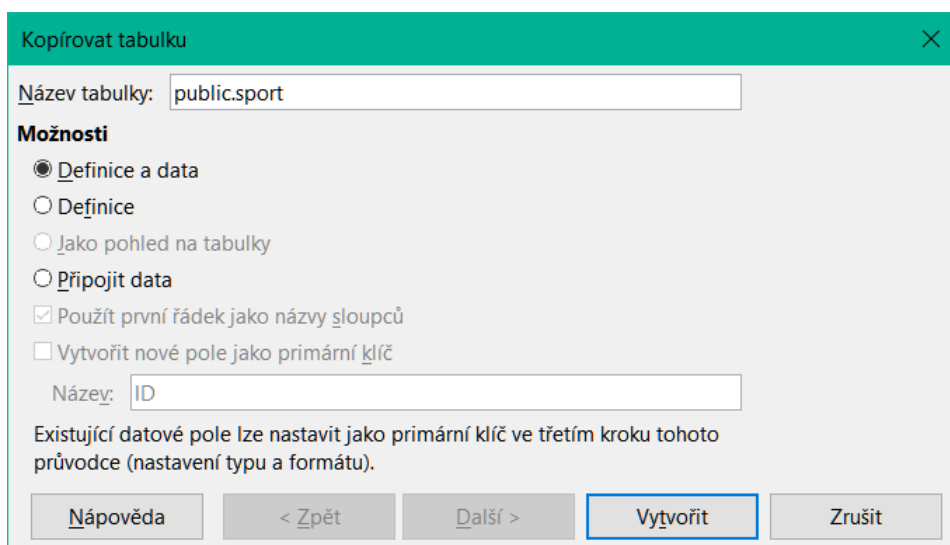 Kopírovat tabulku
Název tabulky: public.sport
Možnosti
Definice a data
Definice
Jako pohled na tabulky
Připojit data
Použít první řádek jako názvy sloupců
Vytvořit nové pole jako primární klíč
Název: ID
Existující datové pole lze nastavit jako primární klíč ve třetím kroku tohoto
průvodce (nastavení typu a formátu).
Nápověda < Zpět Další > Vytvořit Zrušit